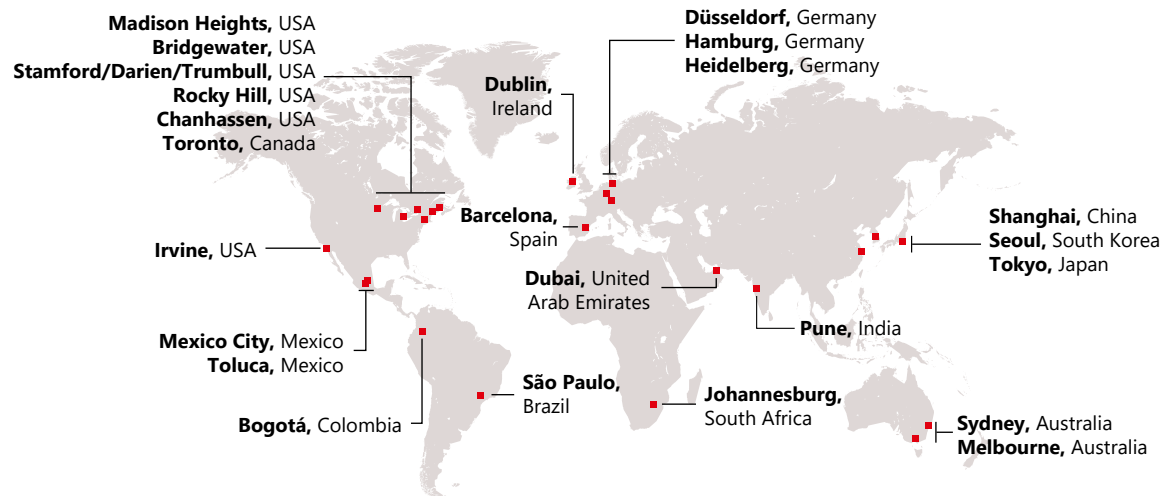 Madison Heights, USA
Bridgewater, USA
Stamford/Darien/Trumbull, USA
Rocky Hill, USA
Chanhassen, USA
Toronto, Canada
Düsseldorf, Germany
Hamburg, Germany
Heidelberg, Germany
Dublin,
Ireland
Barcelona,
Spain
Shanghai, China
Seoul, South Korea
Tokyo, Japan
Irvine, USA
Dubai, United
Arab Emirates
Pune, India
Mexico City, Mexico
Toluca, Mexico
São Paulo,
Brazil
Johannesburg,
South Africa
Bogotá, Colombia
Sydney, Australia
Melbourne, Australia